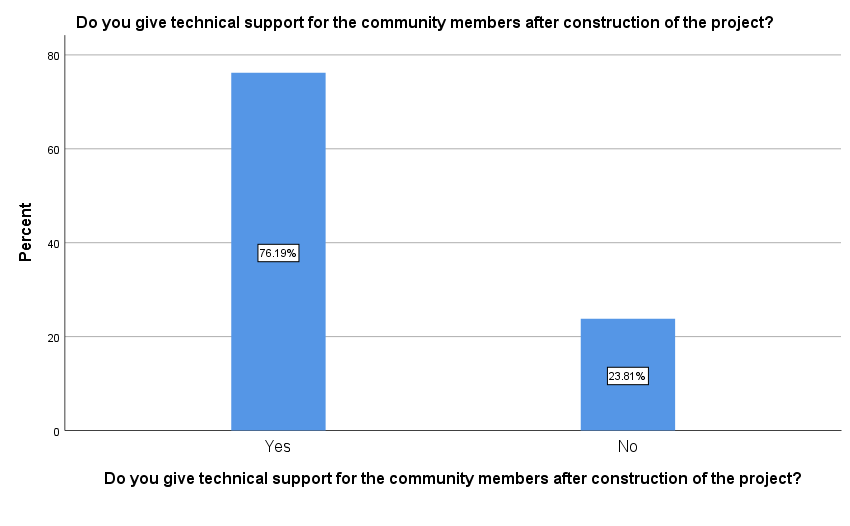 Do you give technical support for the community members after construction of the project?
80
60
40
20
0
Percent
76.19%
23.81%
Yes
No
Do you give technical support for the community members after construction of the project?